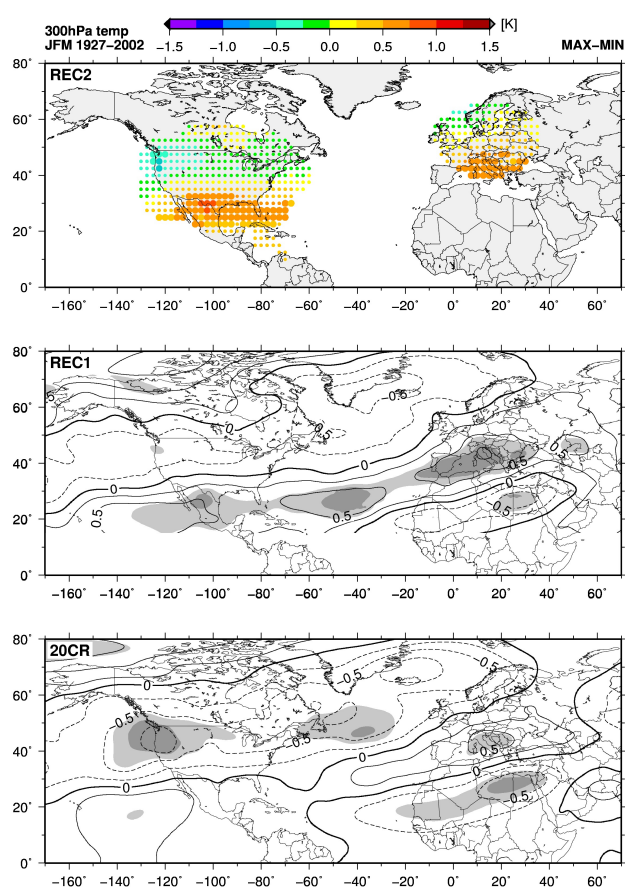 300hPa temp
JFM 1927−2002
−1.5 −1.0 −0.5 0.0 0.5 1.0 1.5 [K]
MAX−MIN
REC2
80° 60° 40° 20° 0°
−160° −140° −120° −100° −80° −60° −40° −20° 0° 20° 40° 60°
REC1
80° 60° 40° 20° 0°
0.5 0 0.5 −0.5 0 0.5 0.5 0 0.5 0 0.5 0.5
−160° −140° −120° −100° −80° −60° −40° −20° 0° 20° 40° 60°
20CR
80° 60° 40° 20° 0°
0 −0.5 0.5 −0.5 −0.5 0.5 0 0 0 −0.5 0.5
−160° −140° −120° −100° −80° −60° −40° −20° 0° 20° 40° 60°